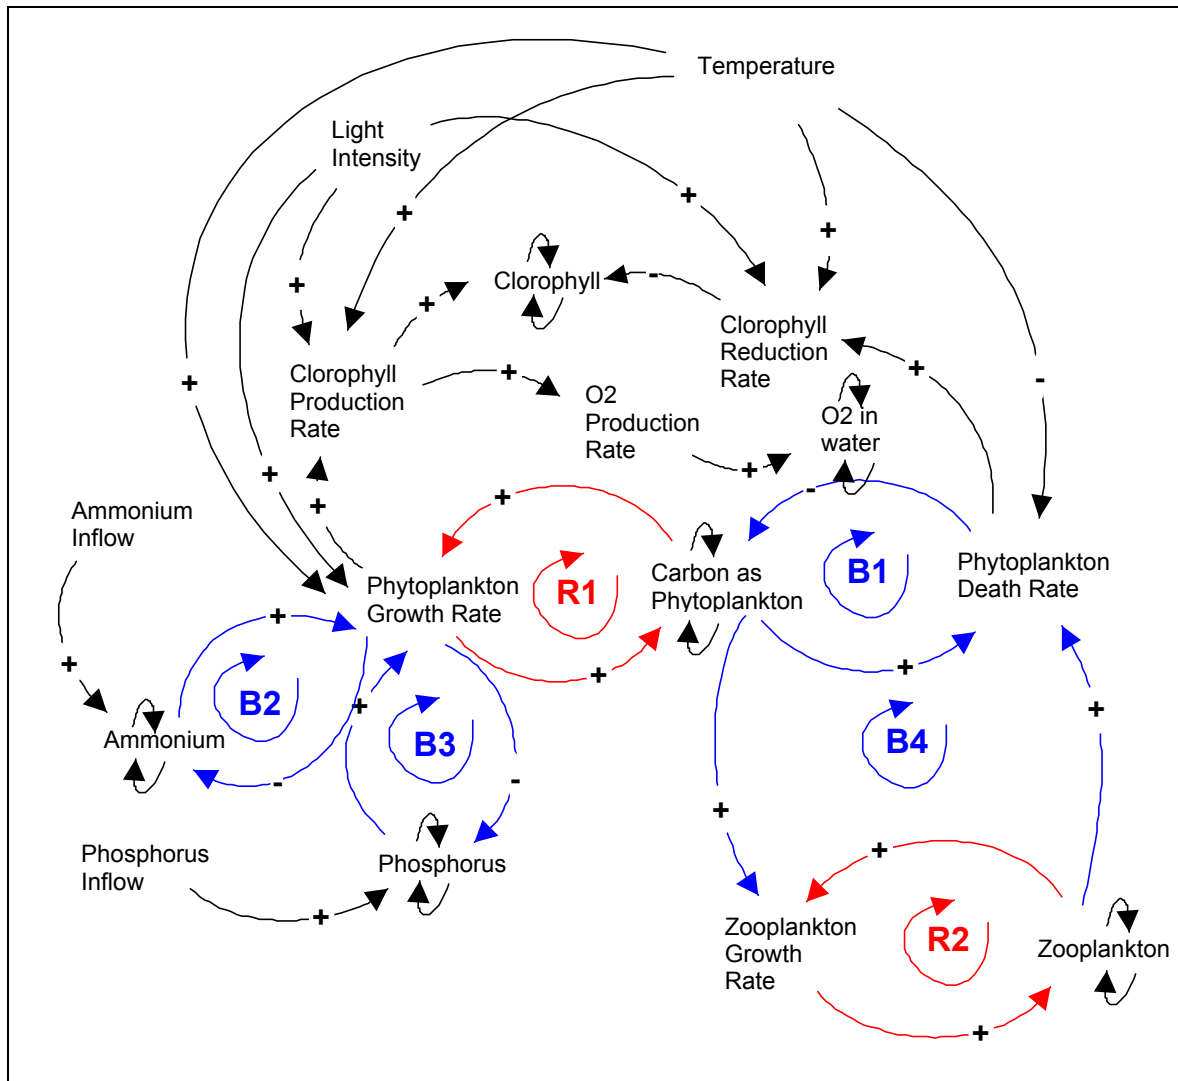 Temperature
Light
Intensity
+
+
+
+
Clorophyll
-
+
+
Clorophyll
Reduction
Rate
Clorophyll
Production
Rate
+
+
-
+
O2
Production
Rate
O2 in
water
+
+
+
-
+
Ammonium
Inflow
Phytoplankton
Growth Rate
R1
Carbon as
Phytoplankton
B1
Phytoplankton
Death Rate
+
+
+
+
B2
+
B3
B4
+
Ammonium
-
-
+
Phosphorus
Inflow
Phosphorus
+
+
Zooplankton
Growth
Rate
R2
Zooplankton
+